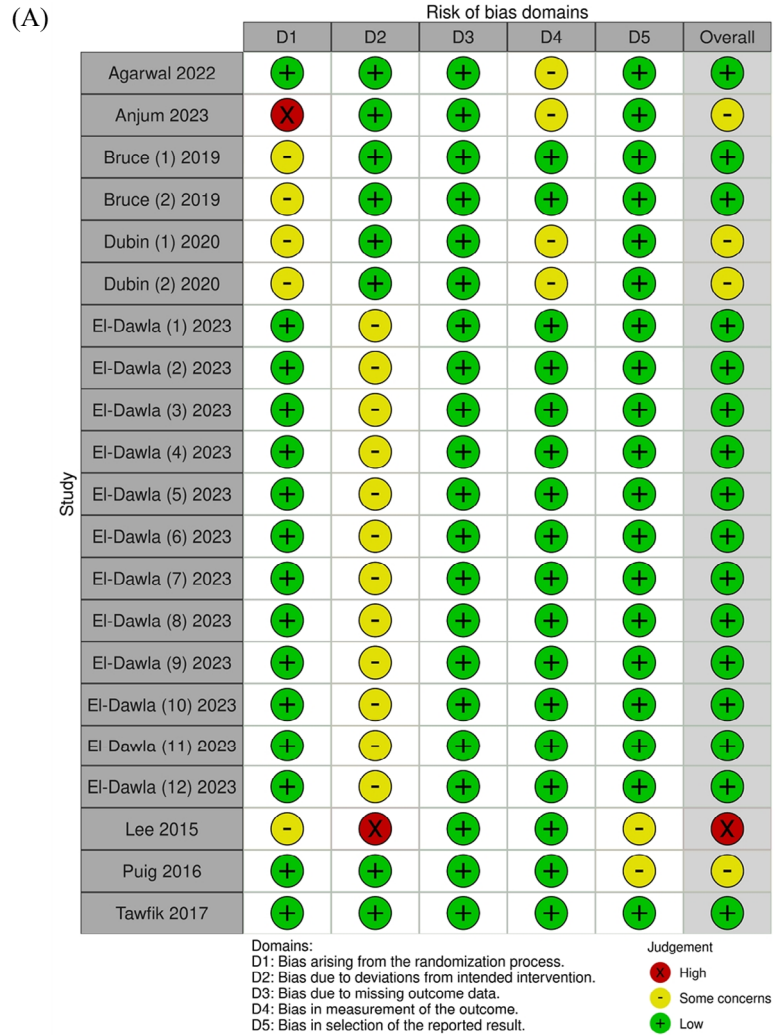 (A)
Risk of bias domains
D1 D2 D3 D4 D5 Overall
Agarwal 2022 + + + - + +
Anjum 2023 X + + - + -
Bruce (1) 2019 - + + + + +
Bruce (2) 2019 - + + + + +
Dubin (1) 2020 - + + - + -
Dubin (2) 2020 - + + - + -
El-Dawla (1) 2023 + - + + + +
El-Dawla (2) 2023 + - + + + +
El-Dawla (3) 2023 + - + + + +
El-Dawla (4) 2023 + - + + + +
El-Dawla (5) 2023 + - + + + +
El-Dawla (6) 2023 + - + + + +
El-Dawla (7) 2023 + - + + + +
El-Dawla (8) 2023 + - + + + +
El-Dawla (9) 2023 + - + + + +
El-Dawla (10) 2023 + - + + + +
El-Dawla (11) 2023 + - + + + +
El-Dawla (12) 2023 + - + + + +
Lee 2015 - X + + - X
Puig 2016 + + + + - -
Tawfik 2017 + + + + + +
Study
Domains:
D1: Bias arising from the randomization process.
D2: Bias due to deviations from intended intervention.
D3: Bias due to missing outcome data.
D4: Bias in measurement of the outcome.
D5: Bias in selection of the reported result.
Judgement
X High
- Some concerns
+ Low